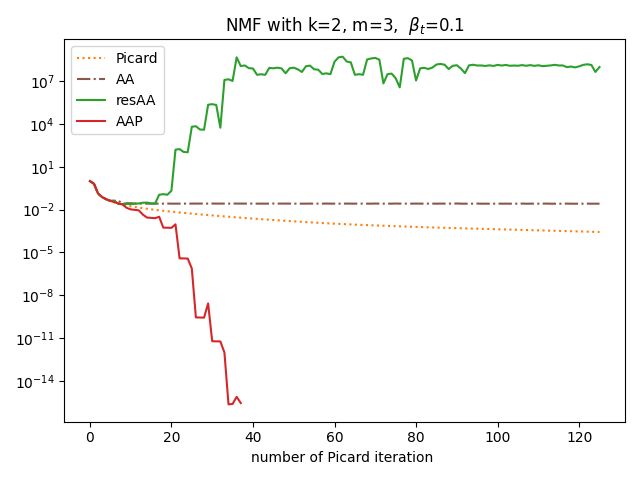 NMF with k=2, m=3, βt=0.1
Picard
AA
resAA
AAP
10^7
10^4
10^1
10^−2
10^−5
10^−8
10^−11
10^−14
0 20 40 60 80 100 120
number of Picard iteration